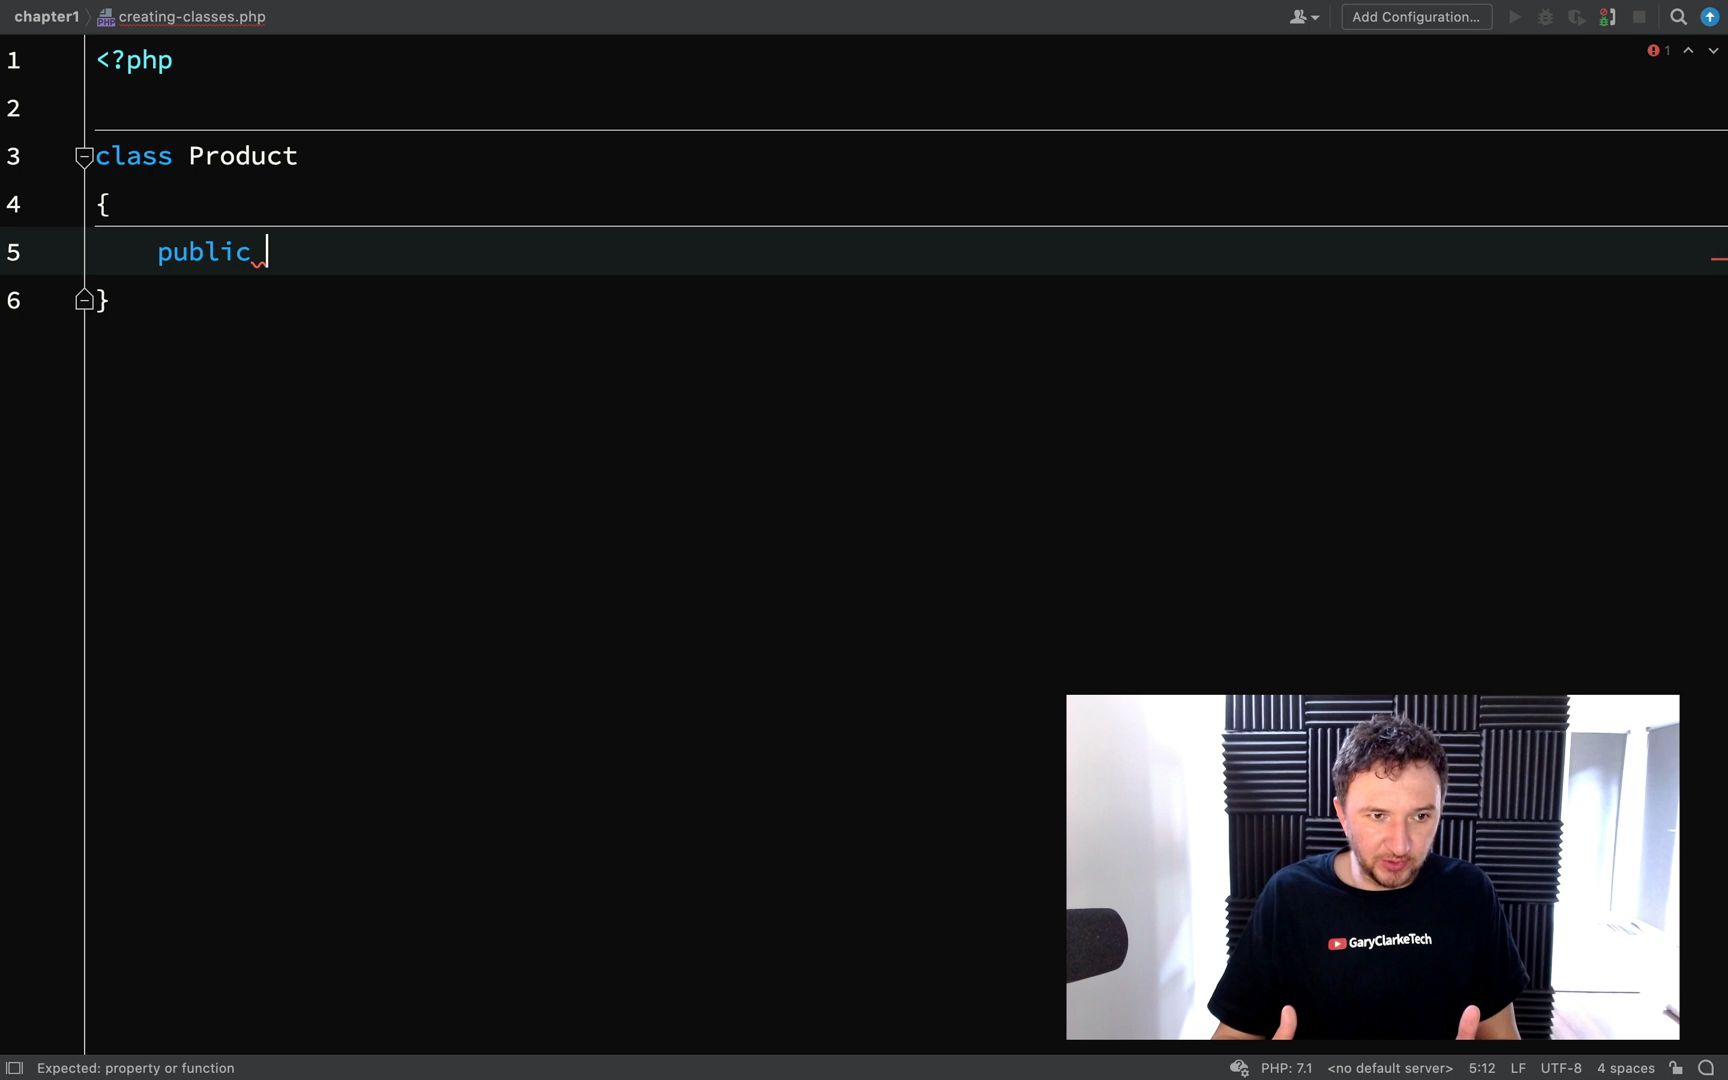 chapter1 creating-classes.php Add Configuration...
1 <?php
1
2
3 class Product
4 {
5 public
6 }
GaryClarkeTech
Expected: property or function PHP: 7.1 <no default server> 5:12 LF UTF-8 4 spaces